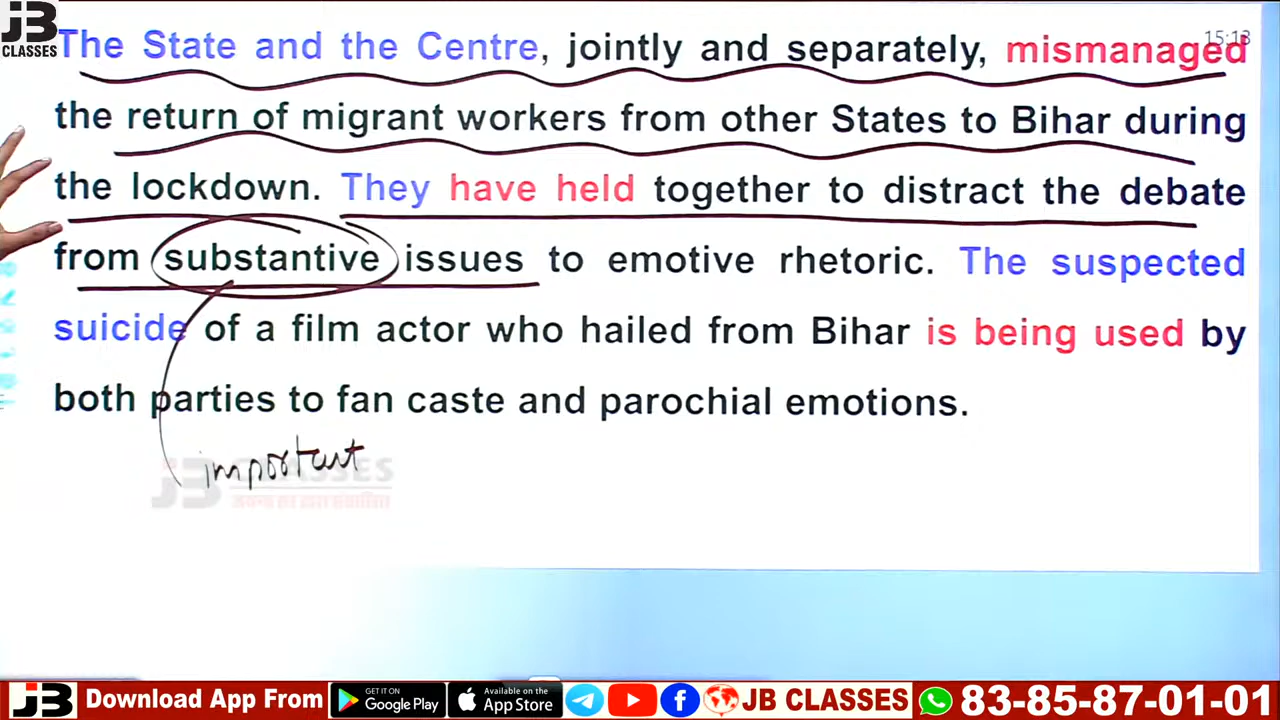 JB
CLASSES
15:13
The State and the Centre, jointly and separately, mismanaged
the return of migrant workers from other States to Bihar during
the lockdown. They have held together to distract the debate
from substantive issues to emotive rhetoric. The suspected
suicide of a film actor who hailed from Bihar is being used by
both parties to fan caste and parochial emotions.
important
JB CLASSES
JB Download App From GET IT ON Google Play Available on the App Store JB CLASSES 83-85-87-01-01